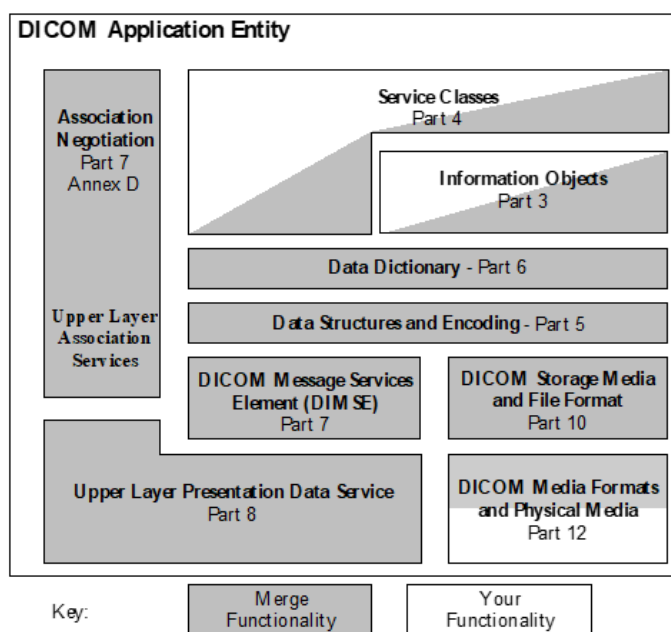 DICOM Application Entity
Association
Negotiation
Part 7
Annex D
Upper Layer
Association
Services
Service Classes
Part 4
Information Objects
Part 3
Data Dictionary - Part 6
Data Structures and Encoding - Part 5
DICOM Message Services
Element (DIMSE)
Part 7
DICOM Storage Media
and File Format
Part 10
Upper Layer Presentation Data Service
Part 8
DICOM Media Formats
and Physical Media
Part 12
Key:
Merge
Functionality
Your
Functionality